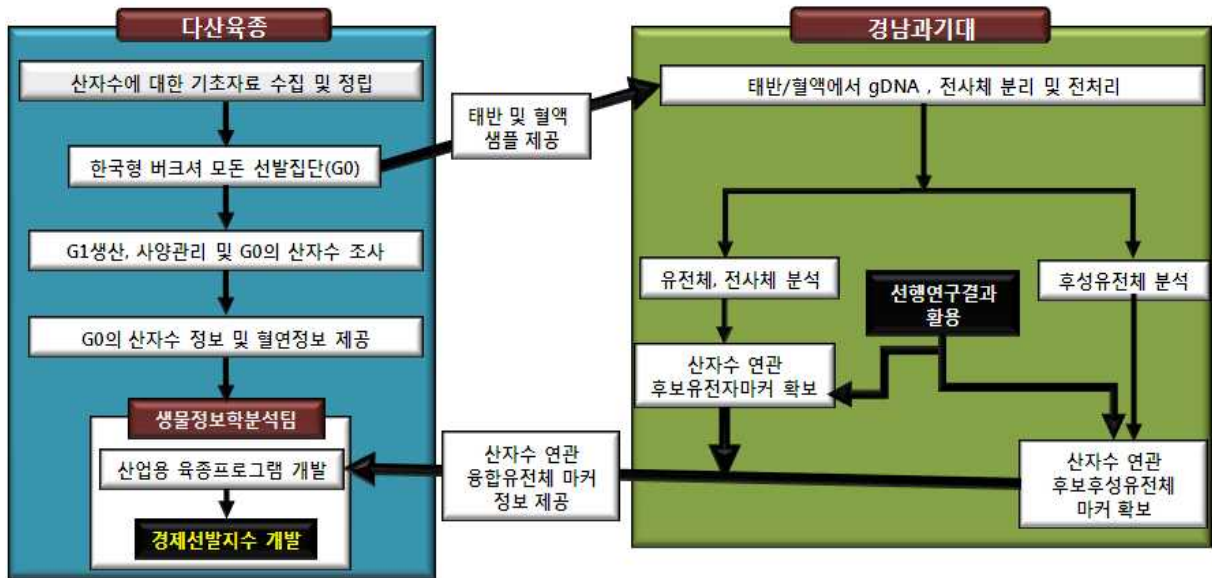 다산육종
산자수에 대한 기초자료 수집 및 정립
한국형 버크셔 모돈 선발집단(G0)
G1생산, 사양관리 및 G0의 산자수 조사
G0의 산자수 정보 및 혈연정보 제공
생물정보학분석팀
산업용 육종프로그램 개발
경제선발지수 개발
태반 및 혈액
샘플 제공
산자수 연관
융합유전체 마커
정보 제공
경남과기대
태반/혈액에서 gDNA , 전사체 분리 및 전처리
유전체, 전사체 분석
선행연구결과
활용
후성유전체 분석
산자수 연관
후보유전자마커 확보
산자수 연관
후보후성유전체
마커 확보